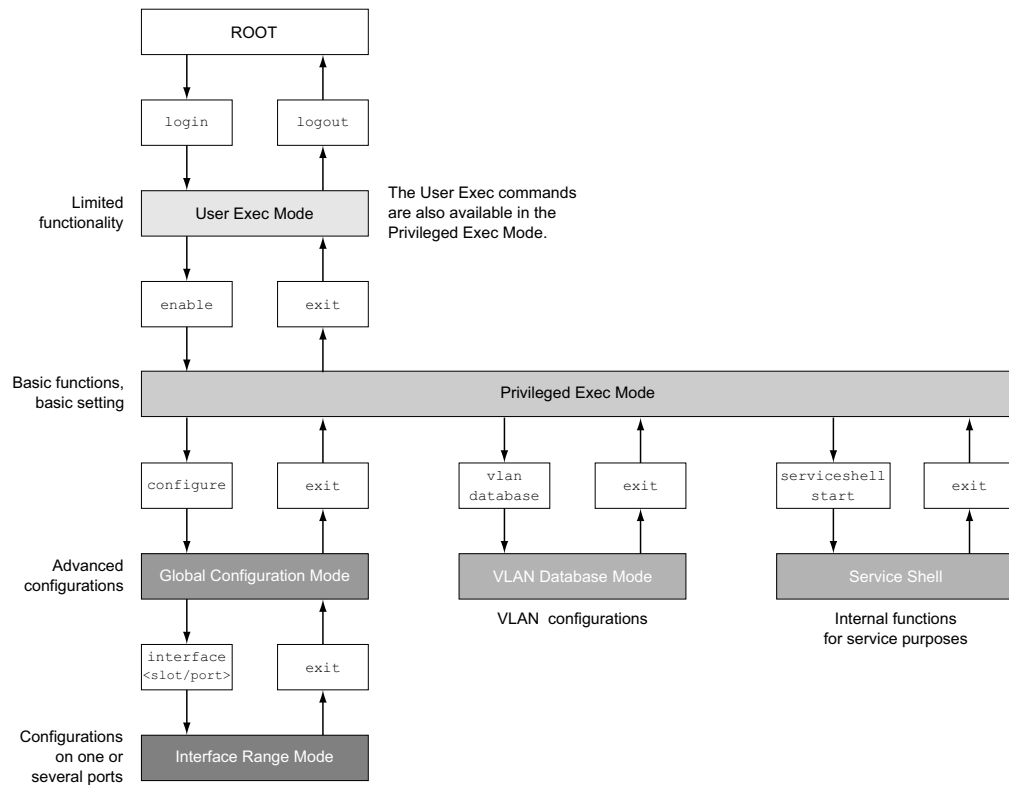 ROOT
login
logout
Limited
functionality
User Exec Mode
The User Exec commands
are also available in the
Privileged Exec Mode.
enable
exit
Basic functions,
basic setting
Privileged Exec Mode
configure
exit
vlan
database
exit
serviceshell
start
exit
Advanced
configurations
Global Configuration Mode
VLAN Database Mode
Service Shell
VLAN configurations
Internal functions
for service purposes
interface
<slot/port>
exit
Configurations
on one or
several ports
Interface Range Mode